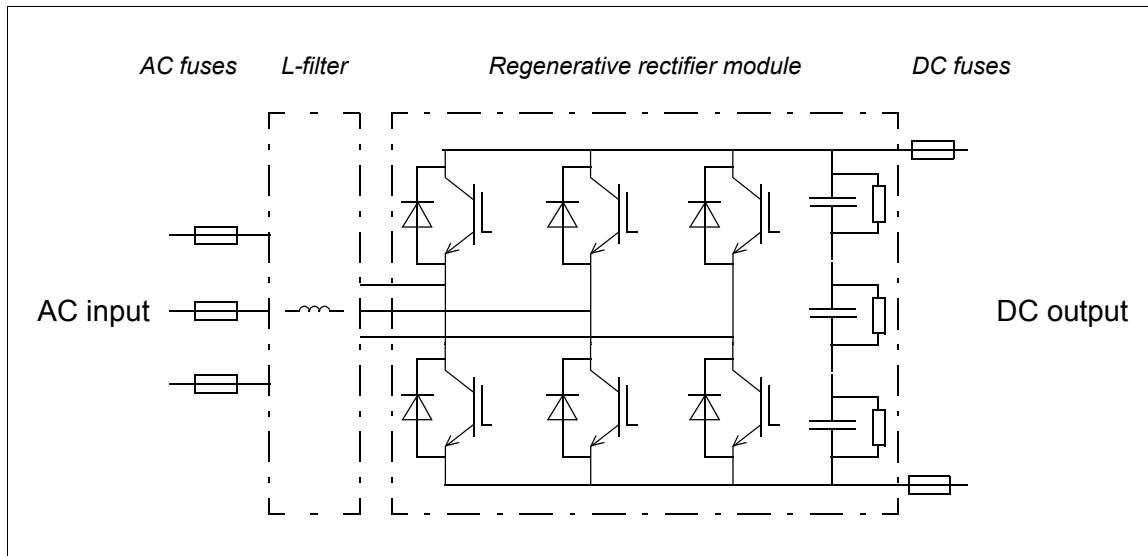 AC fuses
L-filter
Regenerative rectifier module
DC fuses
AC input
DC output